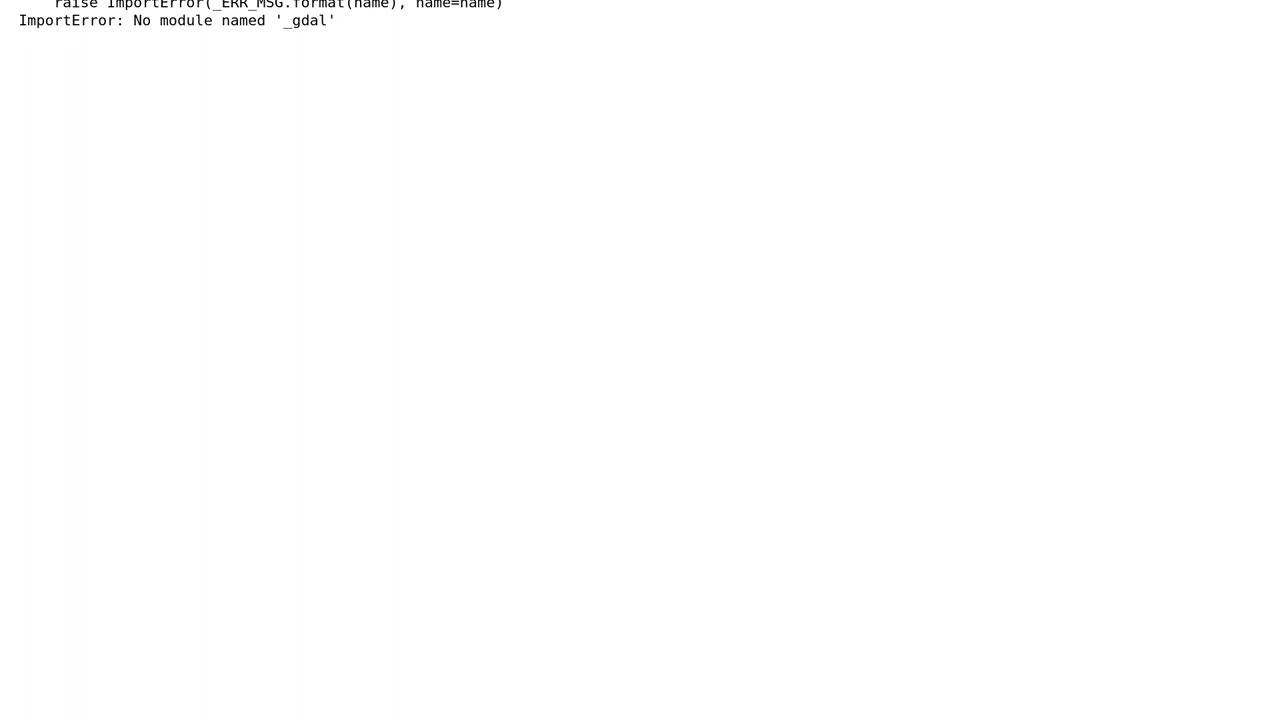 raise ImportError(_ERR_MSG.format(name), name=name)
ImportError: No module named '_gdal'